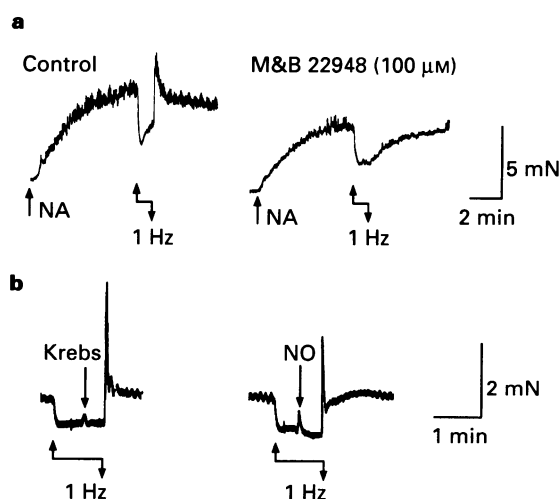 a
Control
M&B 22948 (100 µM)
NA
1 Hz
NA
1 Hz
5 mN
2 min
b
Krebs
NO
1 Hz
1 Hz
2 mN
1 min